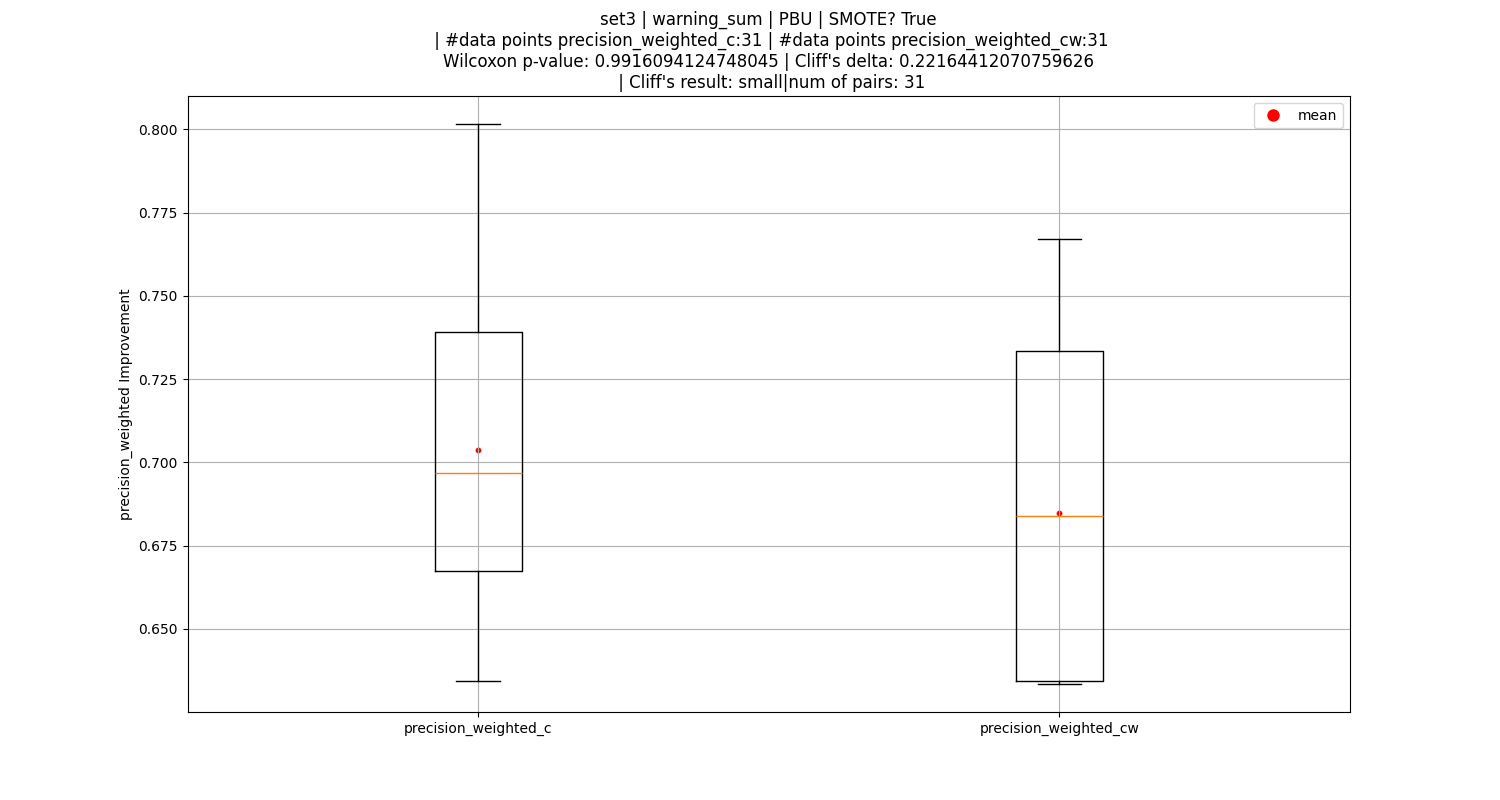 set3 | warning_sum | PBU | SMOTE? True
| #data points precision_weighted_c:31 | #data points precision_weighted_cw:31
Wilcoxon p-value: 0.9916094124748045 | Cliff's delta: 0.22164412070759626
| Cliff's result: small|num of pairs: 31
mean
0.800
0.775
0.750
0.725
0.700
0.675
0.650
precision_weighted Improvement
precision_weighted_c
precision_weighted_cw